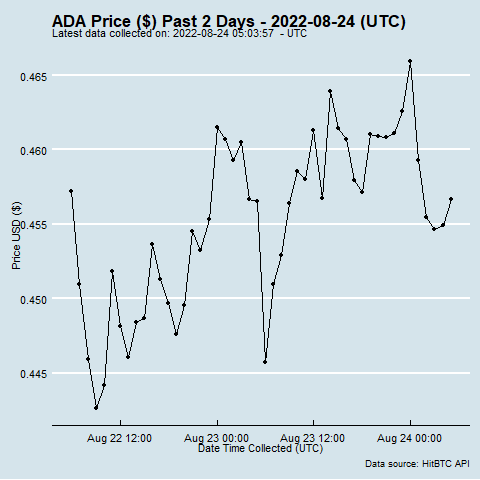 ADA Price ($) Past 2 Days - 2022-08-24 (UTC)
Latest data collected on: 2022-08-24 05:03:57  - UTC
Price USD ($)
0.465
0.460
0.455
0.450
0.445
Aug 22 12:00
Aug 23 00:00
Aug 23 12:00
Aug 24 00:00
Date Time Collected (UTC)
Data source: HitBTC API